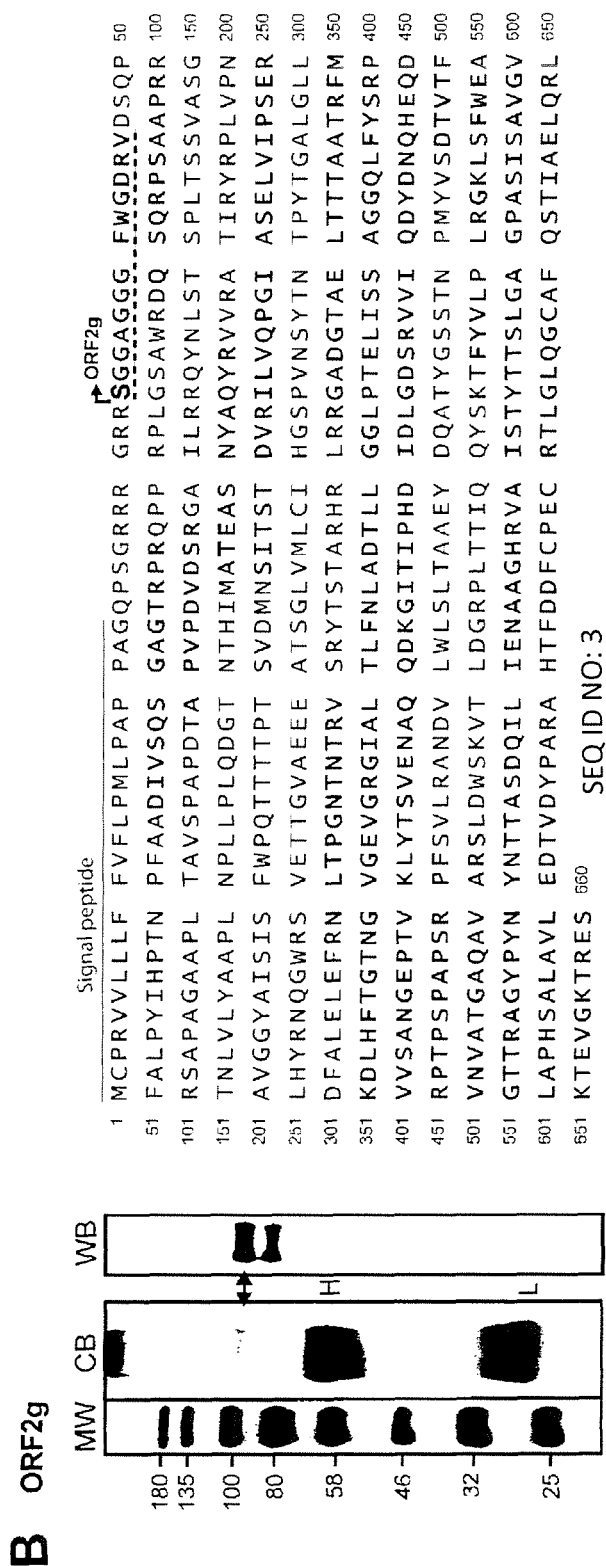 B ORF2g
MW CB WB
180
135
100
80
58
46
32
25
H
L
Signal peptide
ORF2g
1 MCPRVVLLLF FVFLPMLPAP PAGQPSGRRR GRRSGGAGGG FWGDRVDSQP 50
51 FALPYIHPTN PFAADIVSQS GAGTRPRQPP RPLGSAWRDQ SQRPSAAPRR 100
101 RSAPAGAAPL TAVSPAPDTA PVPDVDSRGA ILRRQYNLST SPLTSSVASG 150
151 TNLVLYAAPL NPLLPLQDGT NTHIMATEAS NYAQYRVVRA TIRYRPLVPN 200
201 AVGGYAISIS FWPQTTTTPT SVDMNSITST DVRILVQPGI ASELVIPSER 250
251 LHYRNQGWRS VETTGVAEEE ATSGLVMLCI HGSPVNSYTN TPYTGALGLL 300
301 DFALELEFRN LTPGNTNTRV SRYTSTARHR LRRGADGTAE LTTTAATRFM 350
351 KDLHFTGTNG VGEVGRGIAL TLFNLADTLL GGLPTELISS AGGQLFYSRP 400
401 VVSANGEPTV KLYTSVENAQ QDKGITIPHD IDLGDSRVVI QDYDNQHEQD 450
451 RPTPSPAPSR PFSVLRANDV LWLSLTAAEY DQATYGSSTN PMYVSDTVTF 500
501 VNVATGAQAV ARSLDWSKVT LDGRPLTTIQ QYSKTFYVLP LRGKLSFWEA 550
551 GTTRAGYPYN YNTTASDQIL IENAAGHRVA ISTYTTSLGA GPASISAVGV 600
601 LAPHSALAVL EDTVDYPARA HTFDDFCPEC RTLGLQGCAF QSTIAELQRL 650
651 KTEVGKTRES 660
SEQ ID NO: 3